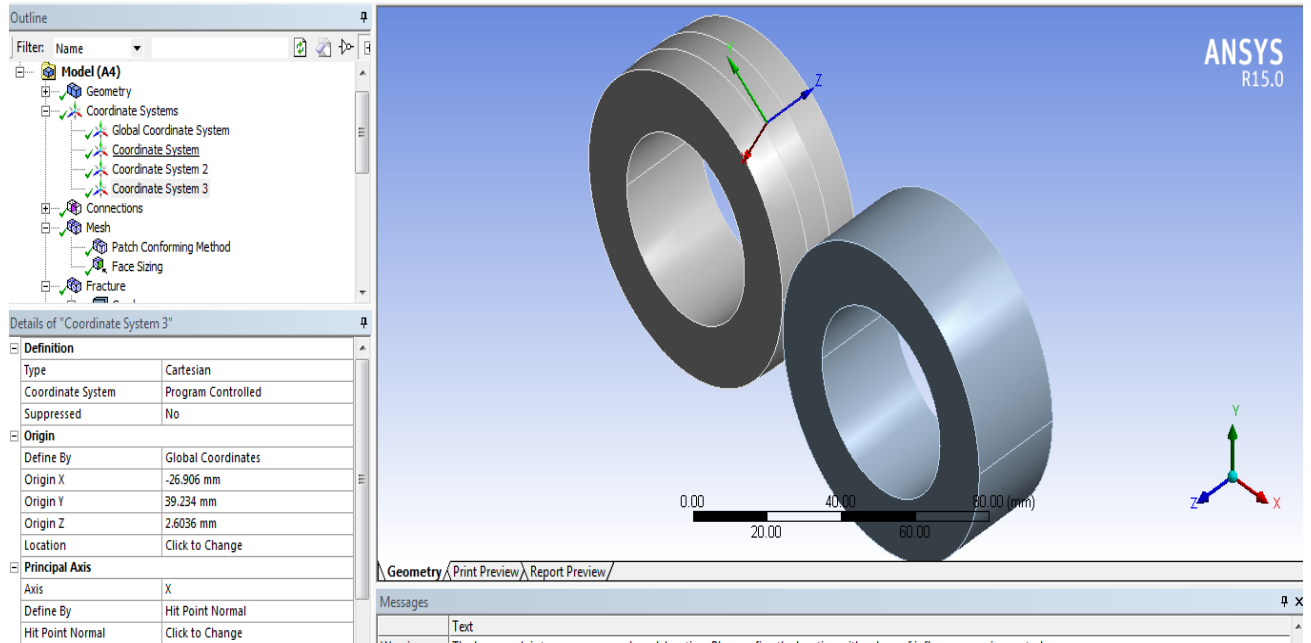 Outline
Filter: Name
Model (A4)
Geometry
Coordinate Systems
Global Coordinate System
Coordinate System
Coordinate System 2
Coordinate System 3
Connections
Mesh
Patch Conforming Method
Face Sizing
Fracture
Details of "Coordinate System 3"
Definition
Type Cartesian
Coordinate System Program Controlled
Suppressed No
Origin
Define By Global Coordinates
Origin X -26.906 mm
Origin Y 39.234 mm
Origin Z 2.6036 mm
Location Click to Change
Principal Axis
Axis X
Define By Hit Point Normal
Hit Point Normal Click to Change
ANSYS
R15.0
Z
Y
Z
X
0.00 40.00 80.00 (mm)
20.00 60.00
Geometry Print Preview Report Preview
Messages
Text